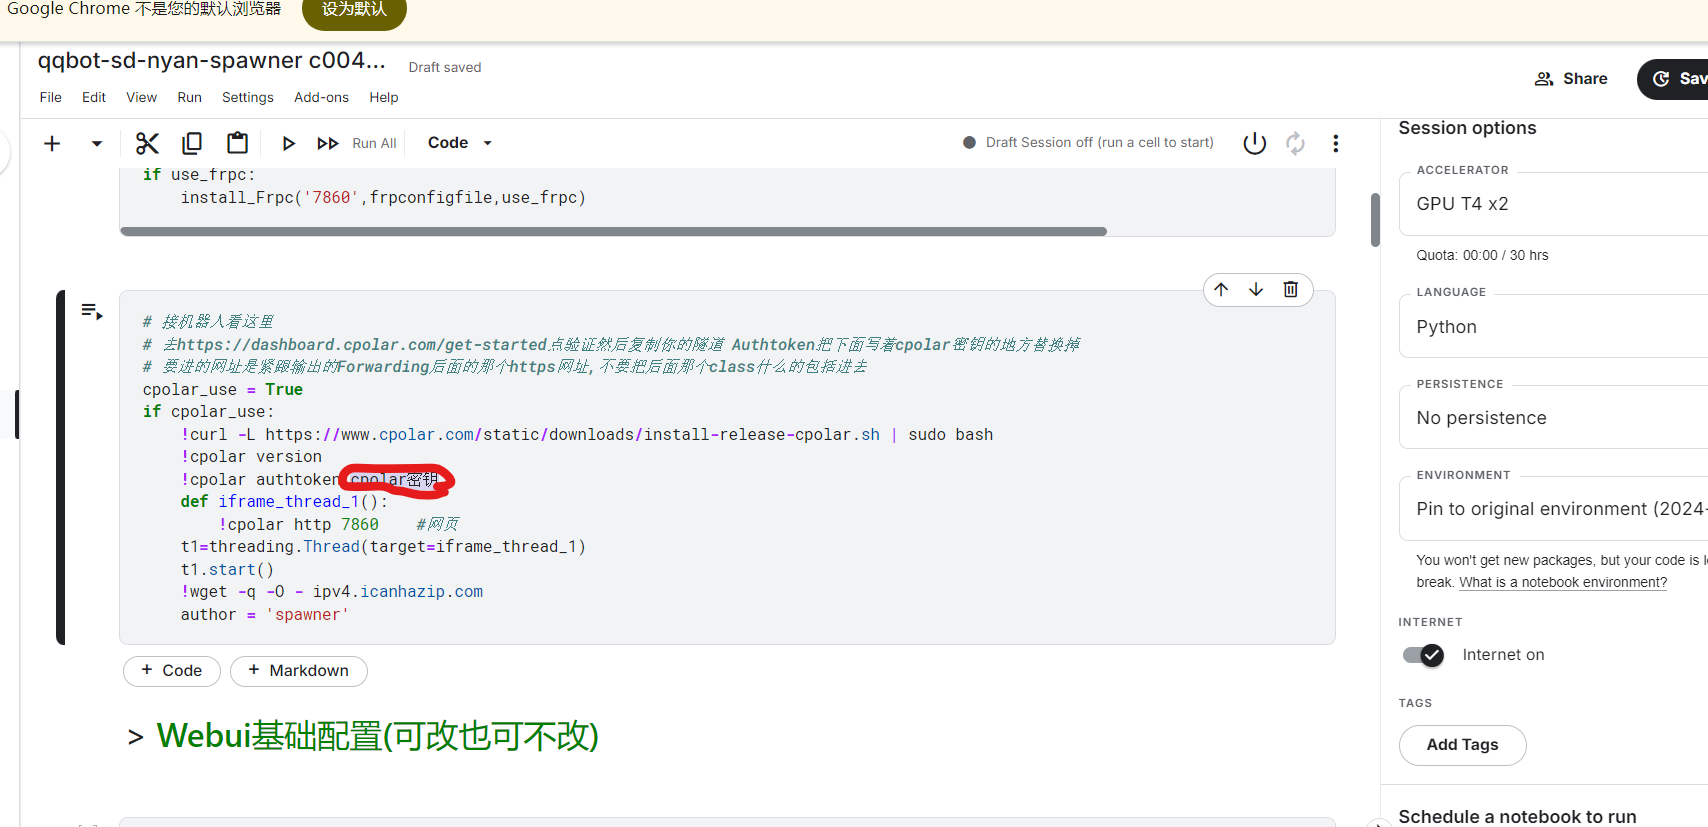 Google Chrome 不是您的默认浏览器 设为默认
qqbot-sd-nyan-spawner c004... Draft saved
File Edit View Run Settings Add-ons Help
Share
Run All Code Draft Session off (run a cell to start)
if use_frpc:
install_Frpc('7860',frpconfigfile,use_frpc)
# 接机器人看这里
# 去https://dashboard.cpolar.com/get-started点验证然后复制你的隧道 Authtoken把下面写着cpolar密钥的地方替换掉
# 要进的网址是紧跟输出的Forwarding后面的那个https网址,不要把后面那个class什么的包括进去
cpolar_use = True
if cpolar_use:
!curl -L https://www.cpolar.com/static/downloads/install-release-cpolar.sh | sudo bash
!cpolar version
!cpolar authtoken cpolar密钥
def iframe_thread_1():
!cpolar http 7860 #网页
t1=threading.Thread(target=iframe_thread_1)
t1.start()
!wget -q -O - ipv4.icanhazip.com
author = 'spawner'
+ Code + Markdown
> Webui基础配置(可改也可不改)
Session options
ACCELERATOR
GPU T4 x2
Quota: 00:00 / 30 hrs
LANGUAGE
Python
PERSISTENCE
No persistence
ENVIRONMENT
Pin to original environment (2024-
You won't get new packages, but your code is
break. What is a notebook environment?
INTERNET
Internet on
TAGS
Add Tags
Schedule a notebook to run